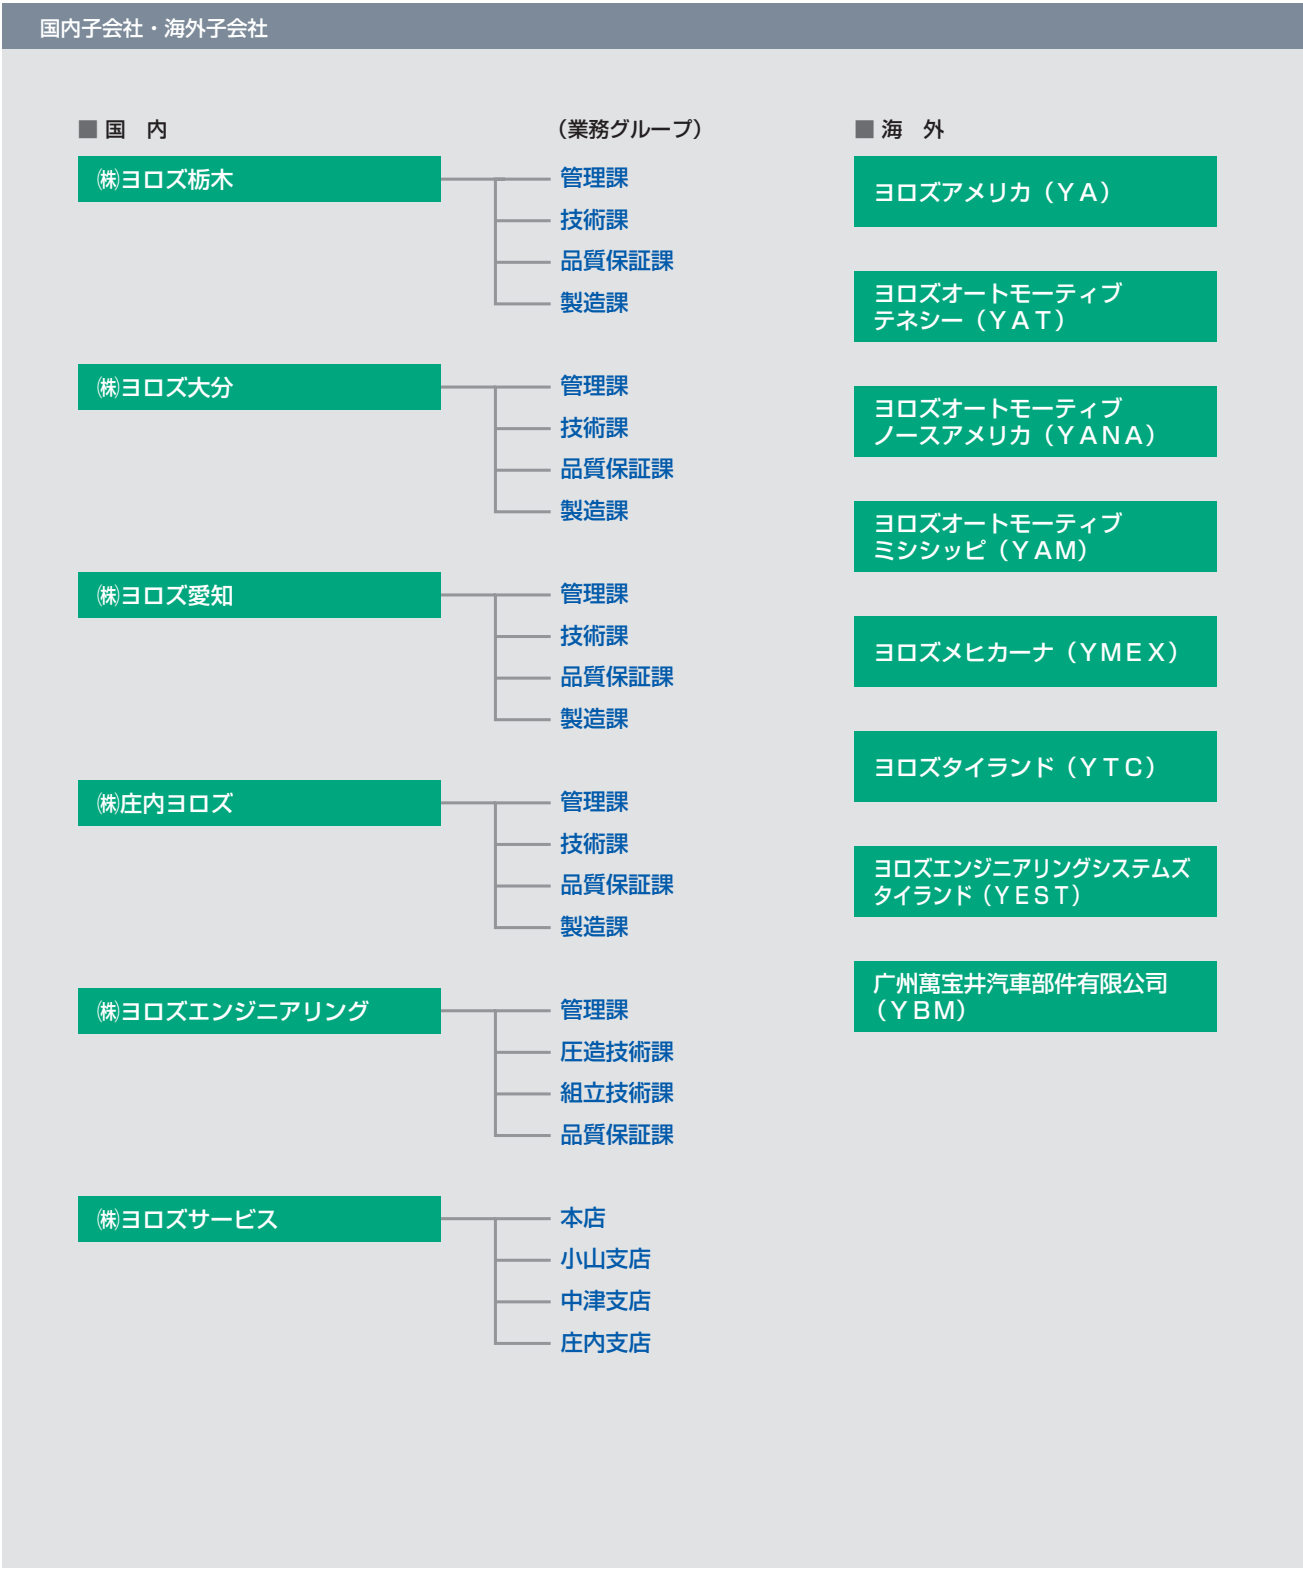 国内子会社・海外子会社
■ 国　内
（業務グループ）
㈱ヨロズ栃木
管理課
技術課
品質保証課
製造課
㈱ヨロズ大分
管理課
技術課
品質保証課
製造課
㈱ヨロズ愛知
管理課
技術課
品質保証課
製造課
㈱庄内ヨロズ
管理課
技術課
品質保証課
製造課
㈱ヨロズエンジニアリング
管理課
圧造技術課
組立技術課
品質保証課
㈱ヨロズサービス
本店
小山支店
中津支店
庄内支店
■ 海　外
ヨロズアメリカ（ＹＡ）
ヨロズオートモーティブ
テネシー（ＹＡＴ）
ヨロズオートモーティブ
ノースアメリカ（ＹＡＮＡ）
ヨロズオートモーティブ
ミシシッピ（ＹＡＭ）
ヨロズメヒカーナ（ＹＭＥＸ）
ヨロズタイランド（ＹＴＣ）
ヨロズエンジニアリングシステムズ
タイランド（ＹＥＳＴ）
广州萬宝井汽車部件有限公司
（ＹＢＭ）